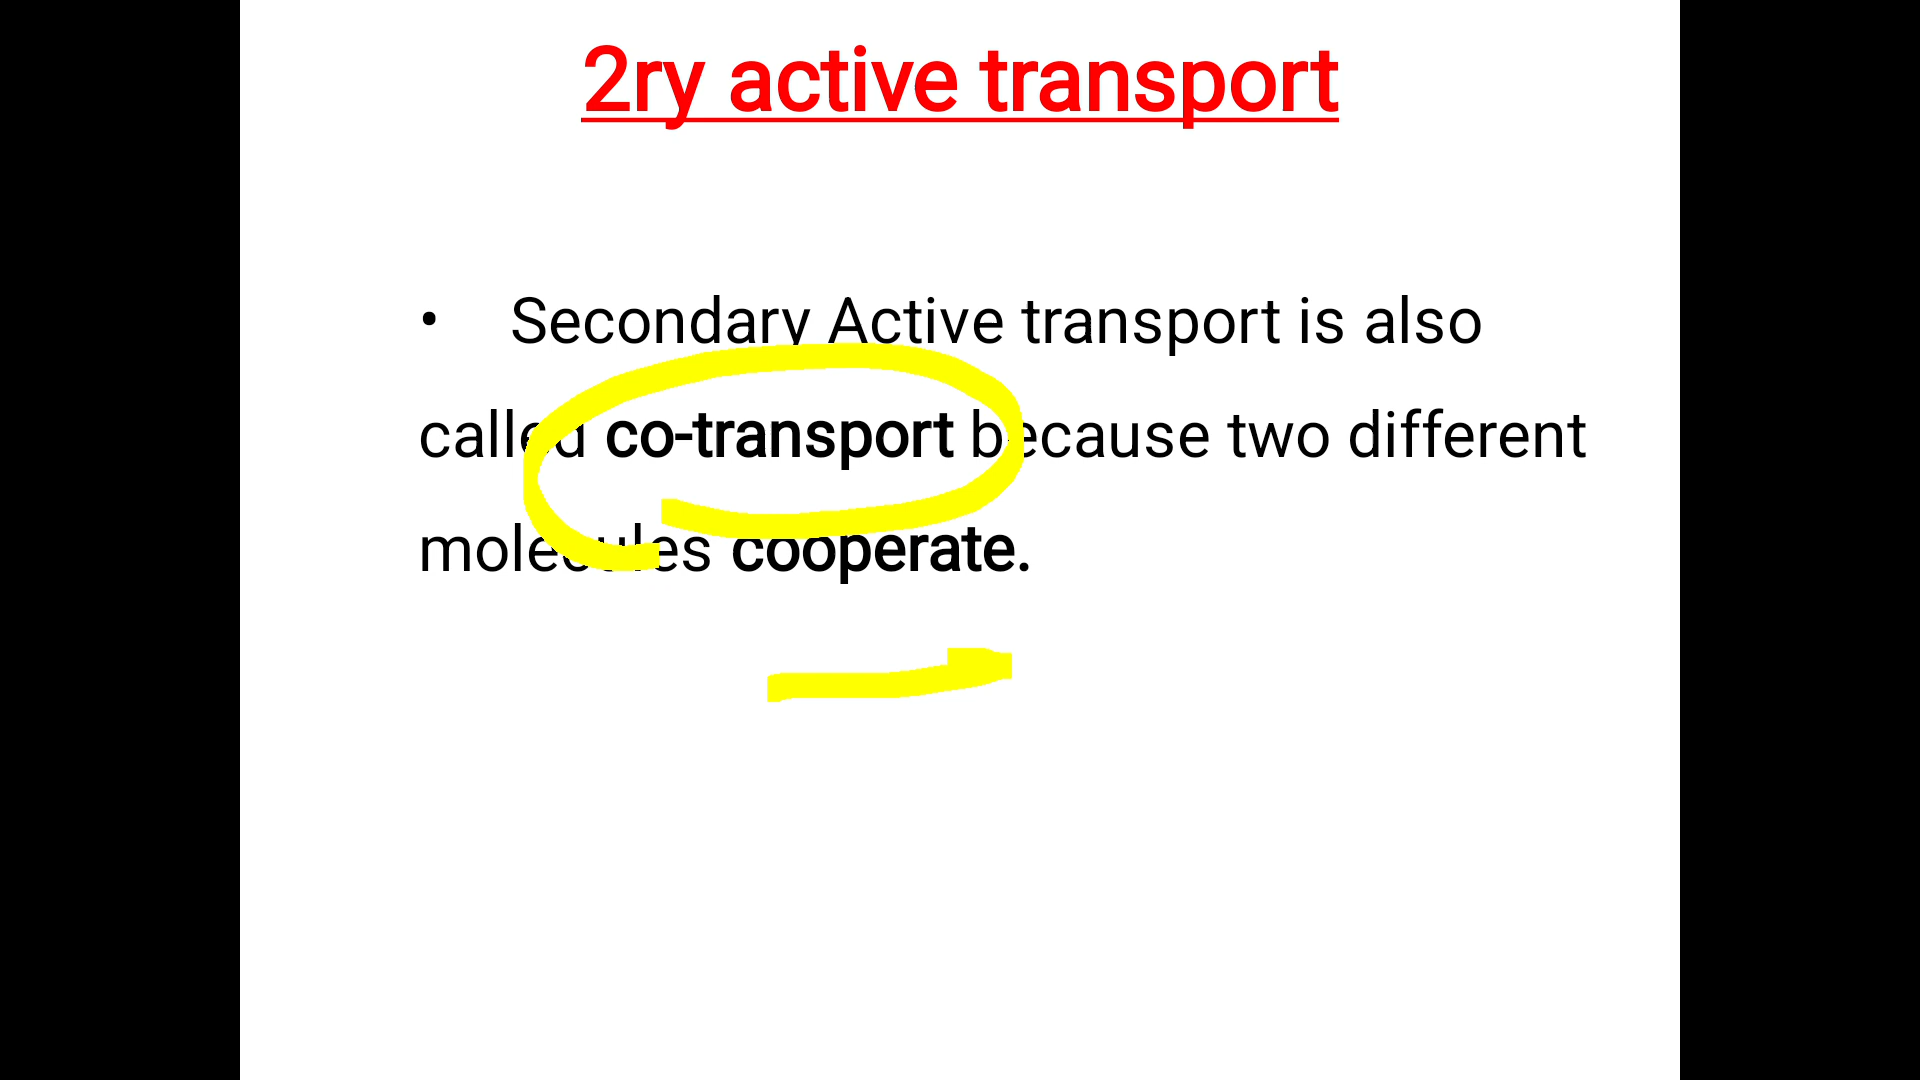 2ry active transport
• Secondary Active transport is also
called co-transport because two different
molecules cooperate.